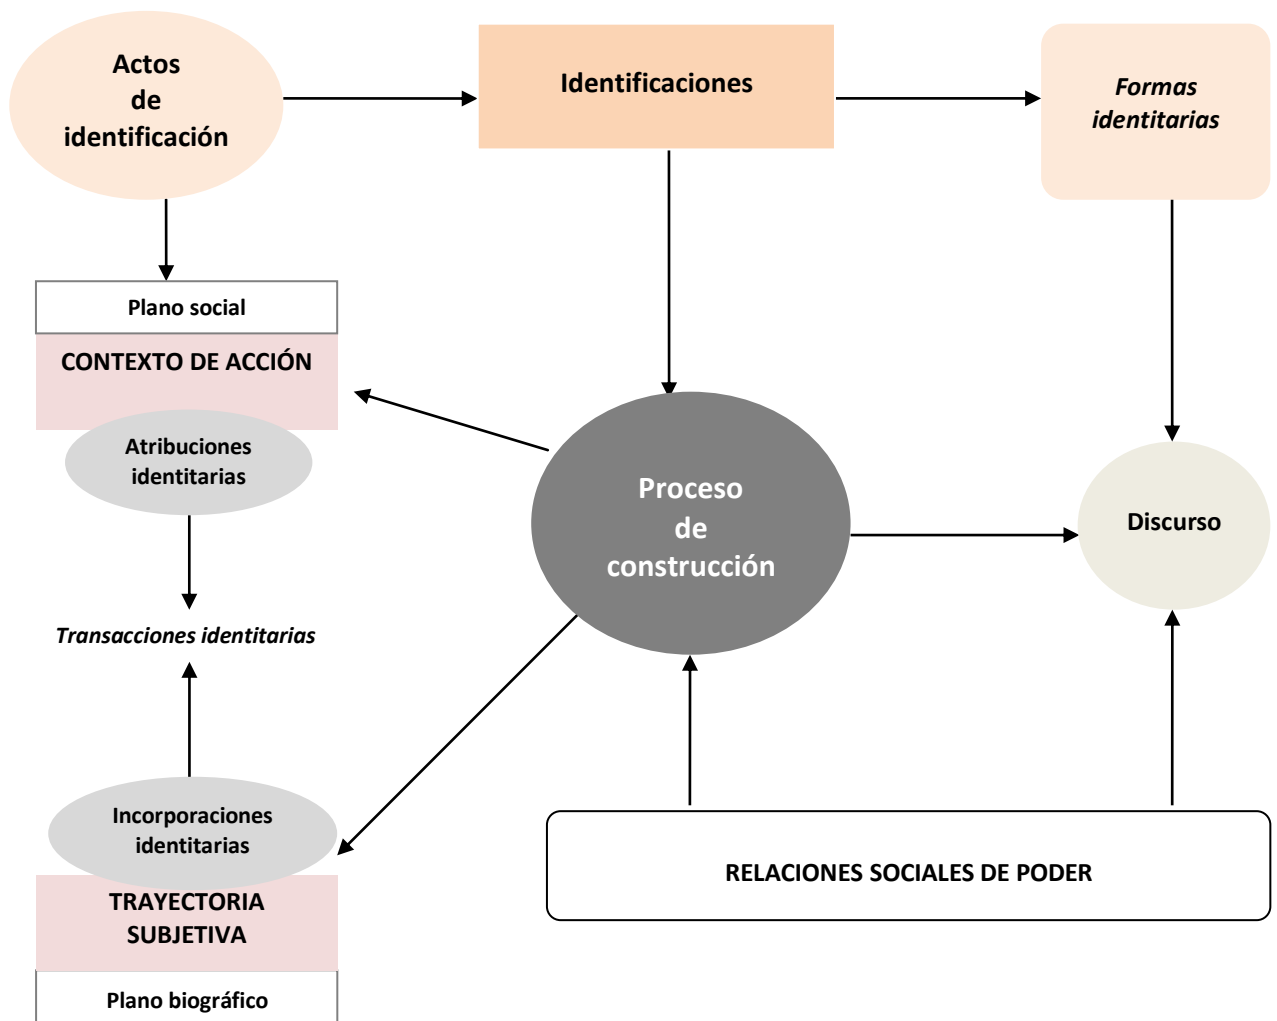 Actos
de
identificación
Identificaciones
Formas
identitarias
Plano social
CONTEXTO DE ACCIÓN
Atribuciones
identitarias
Proceso
de
construcción
Discurso
Transacciones identitarias
Incorporaciones
identitarias
TRAYECTORIA
SUBJETIVA
Plano biográfico
RELACIONES SOCIALES DE PODER